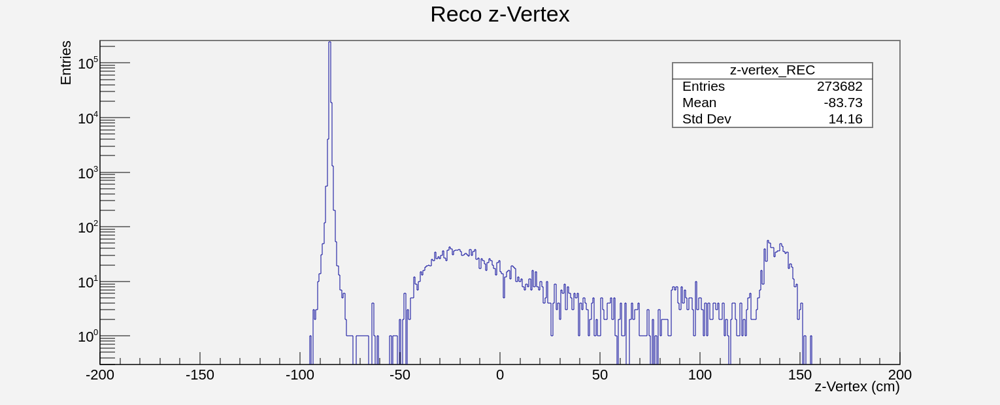 Reco z-Vertex
Entries
10^5
10^4
10^3
10^2
10^1
10^0
z-vertex_REC
Entries 273682
Mean -83.73
Std Dev 14.16
-200 -150 -100 -50 0 50 100 150 200
z-Vertex (cm)